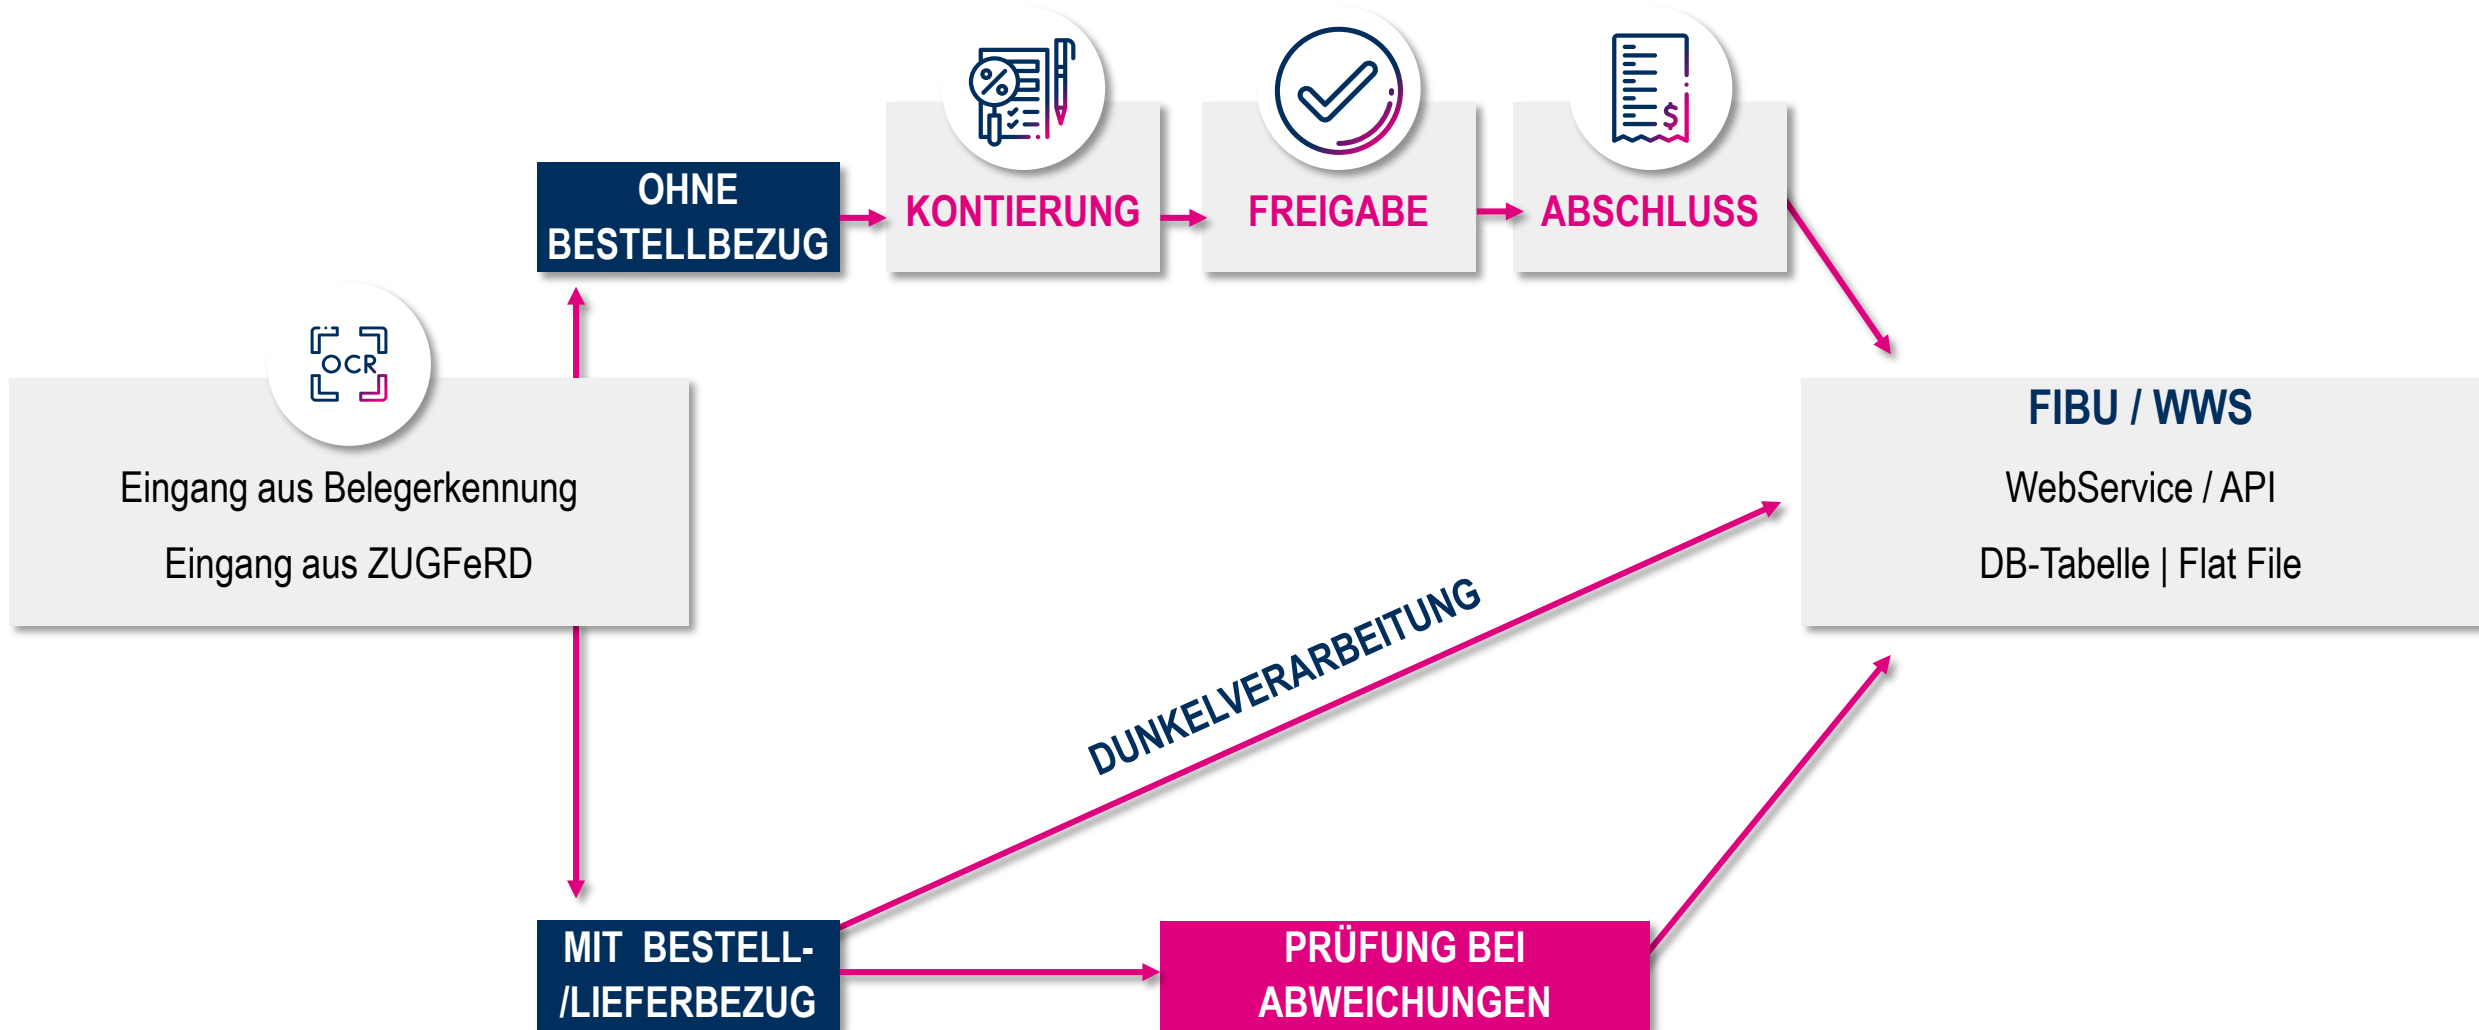 OHNE
BESTELLBEZUG
KONTIERUNG
FREIGABE
ABSCHLUSS
$
OCR
Eingang aus Belegerkennung
Eingang aus ZUGFeRD
FIBU / WWS
WebService / API
DB-Tabelle | Flat File
DUNKELVERARBEITUNG
MIT BESTELL-
/LIEFERBEZUG
PRÜFUNG BEI
ABWEICHUNGEN